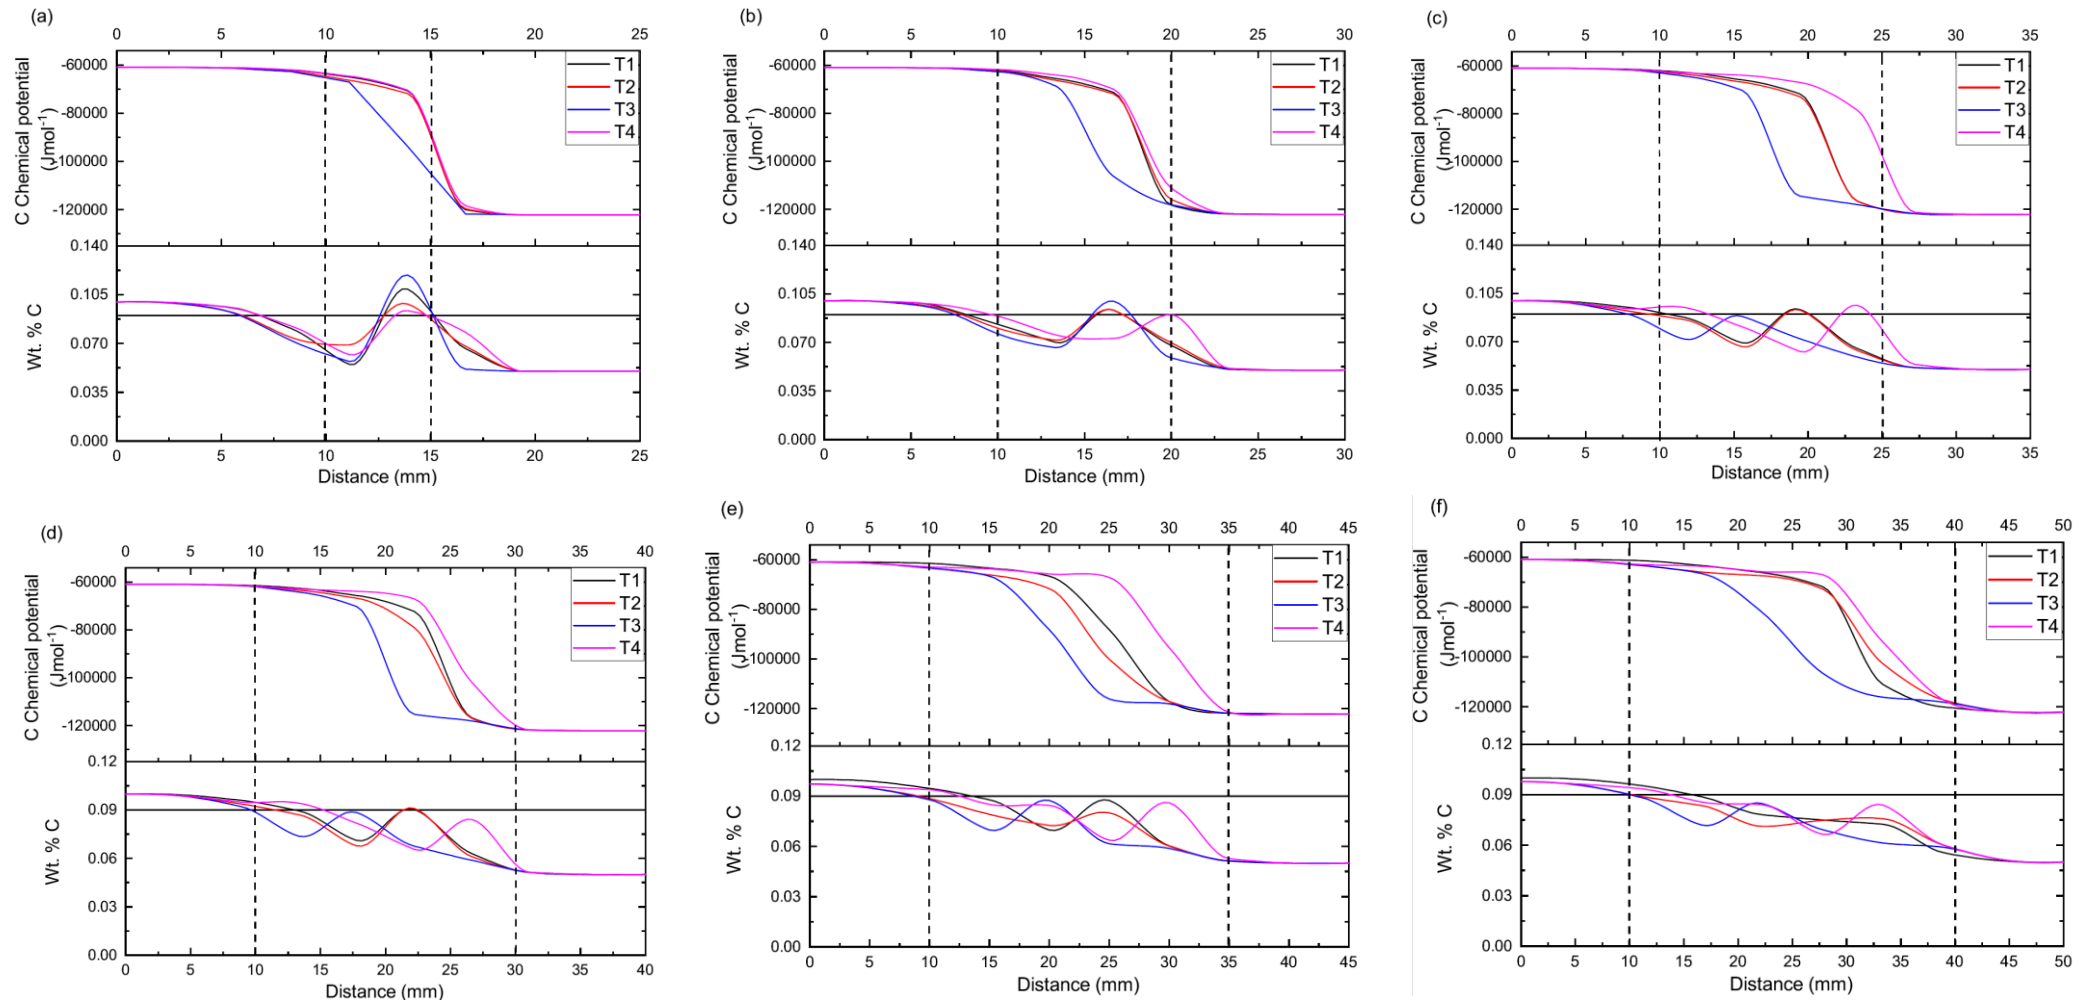 (a)
0 5 10 15 20 25
-60000
-80000
-100000
-120000
C Chemical potential
(Jmol-1)
T1
T2
T3
T4
0.140
0.105
0.070
0.035
0.000
Wt. % C
0 5 10 15 20 25
Distance (mm)
(b)
0 5 10 15 20 25 30
-60000
-80000
-100000
-120000
C Chemical potential
(Jmol-1)
T1
T2
T3
T4
0.140
0.105
0.070
0.035
0.000
Wt. % C
0 5 10 15 20 25 30
Distance (mm)
(c)
0 5 10 15 20 25 30 35
-60000
-80000
-100000
-120000
C Chemical potential
(Jmol-1)
T1
T2
T3
T4
0.140
0.105
0.070
0.035
0.000
Wt. % C
0 5 10 15 20 25 30 35
Distance (mm)
(d)
0 5 10 15 20 25 30 35 40
-60000
-80000
-100000
-120000
C Chemical potential
(Jmol-1)
T1
T2
T3
T4
0.12
0.09
0.06
0.03
0.00
Wt. % C
0 5 10 15 20 25 30 35 40
Distance (mm)
(e)
0 5 10 15 20 25 30 35 40 45
-60000
-80000
-100000
-120000
C Chemical potential
(Jmol-1)
T1
T2
T3
T4
0.12
0.09
0.06
0.03
0.00
Wt. % C
0 5 10 15 20 25 30 35 40 45
Distance (mm)
(f)
0 5 10 15 20 25 30 35 40 45 50
-60000
-80000
-100000
-120000
C Chemical potential
(Jmol-1)
T1
T2
T3
T4
0.12
0.09
0.06
0.03
0.00
Wt. % C
0 5 10 15 20 25 30 35 40 45 50
Distance (mm)